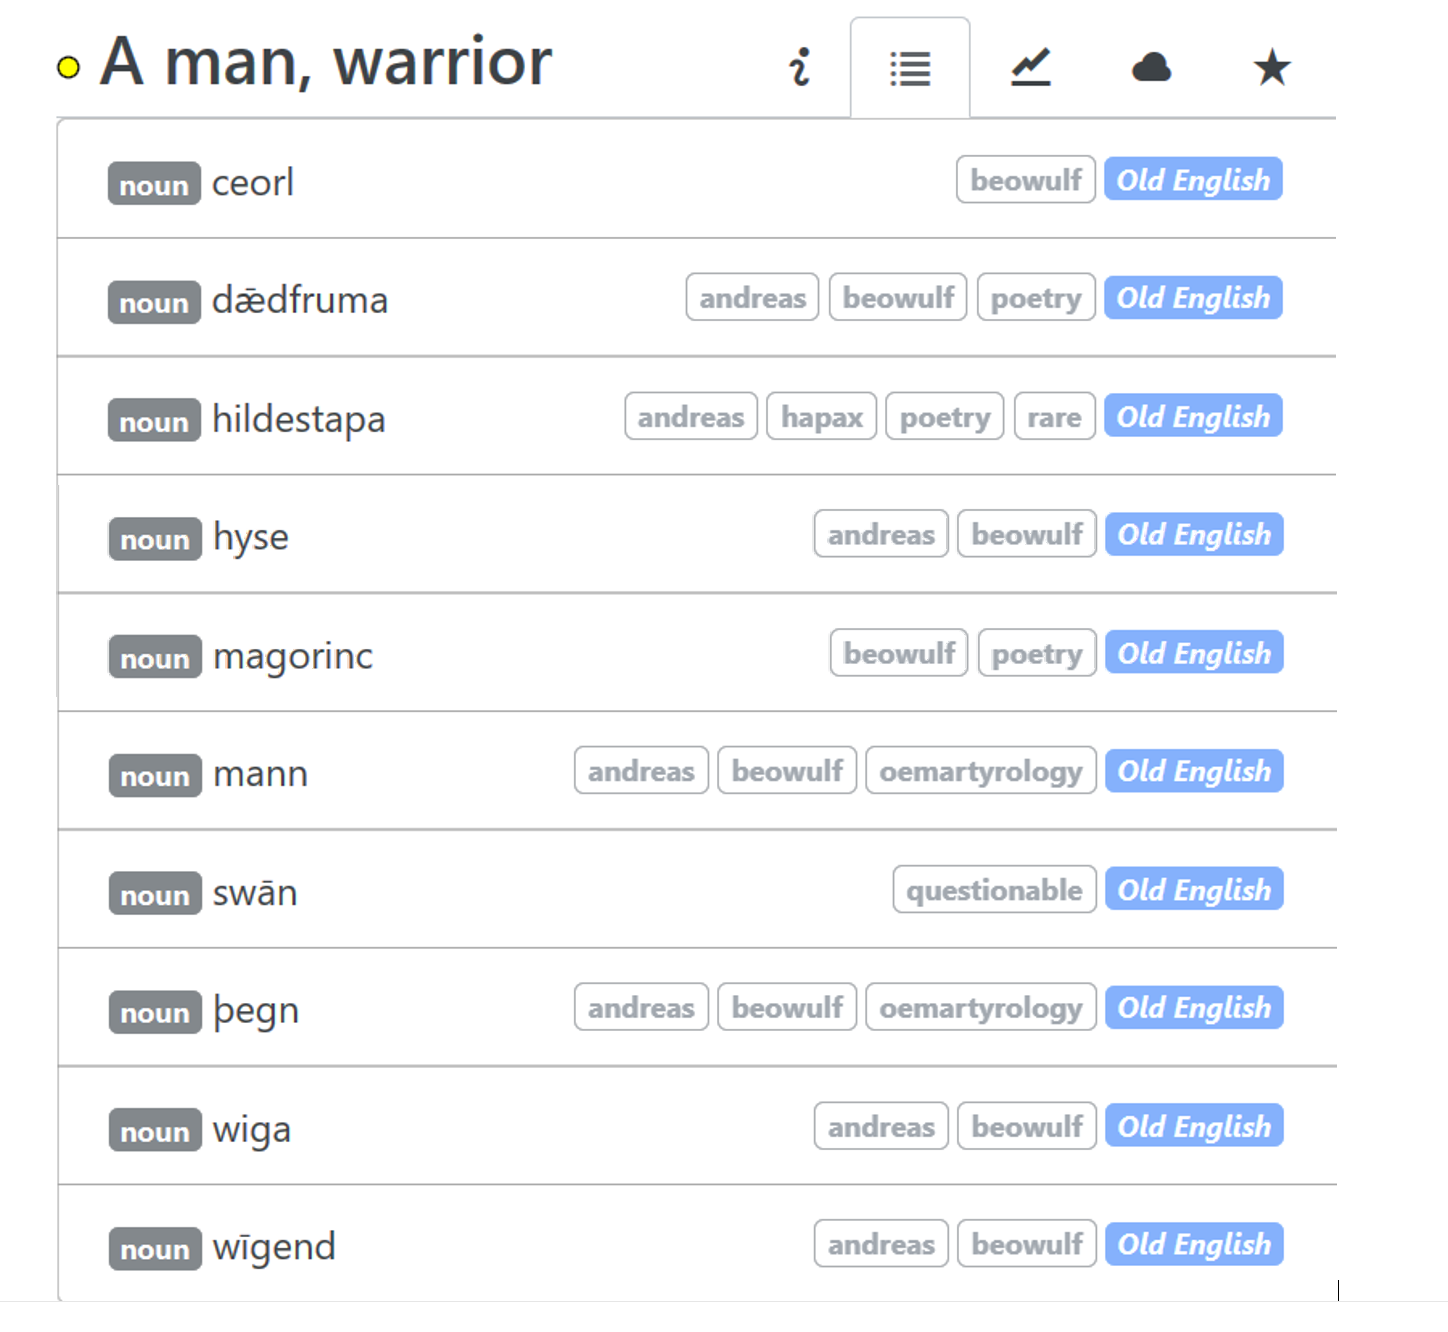 A man, warrior
noun ceorl beowulf Old English
noun dǣdfruma andreas beowulf poetry Old English
noun hildestapa andreas hapax poetry rare Old English
noun hyse andreas beowulf Old English
noun magorinc beowulf poetry Old English
noun mann andreas beowulf oemartyrology Old English
noun swān questionable Old English
noun þegn andreas beowulf oemartyrology Old English
noun wiga andreas beowulf Old English
noun wīgend andreas beowulf Old English